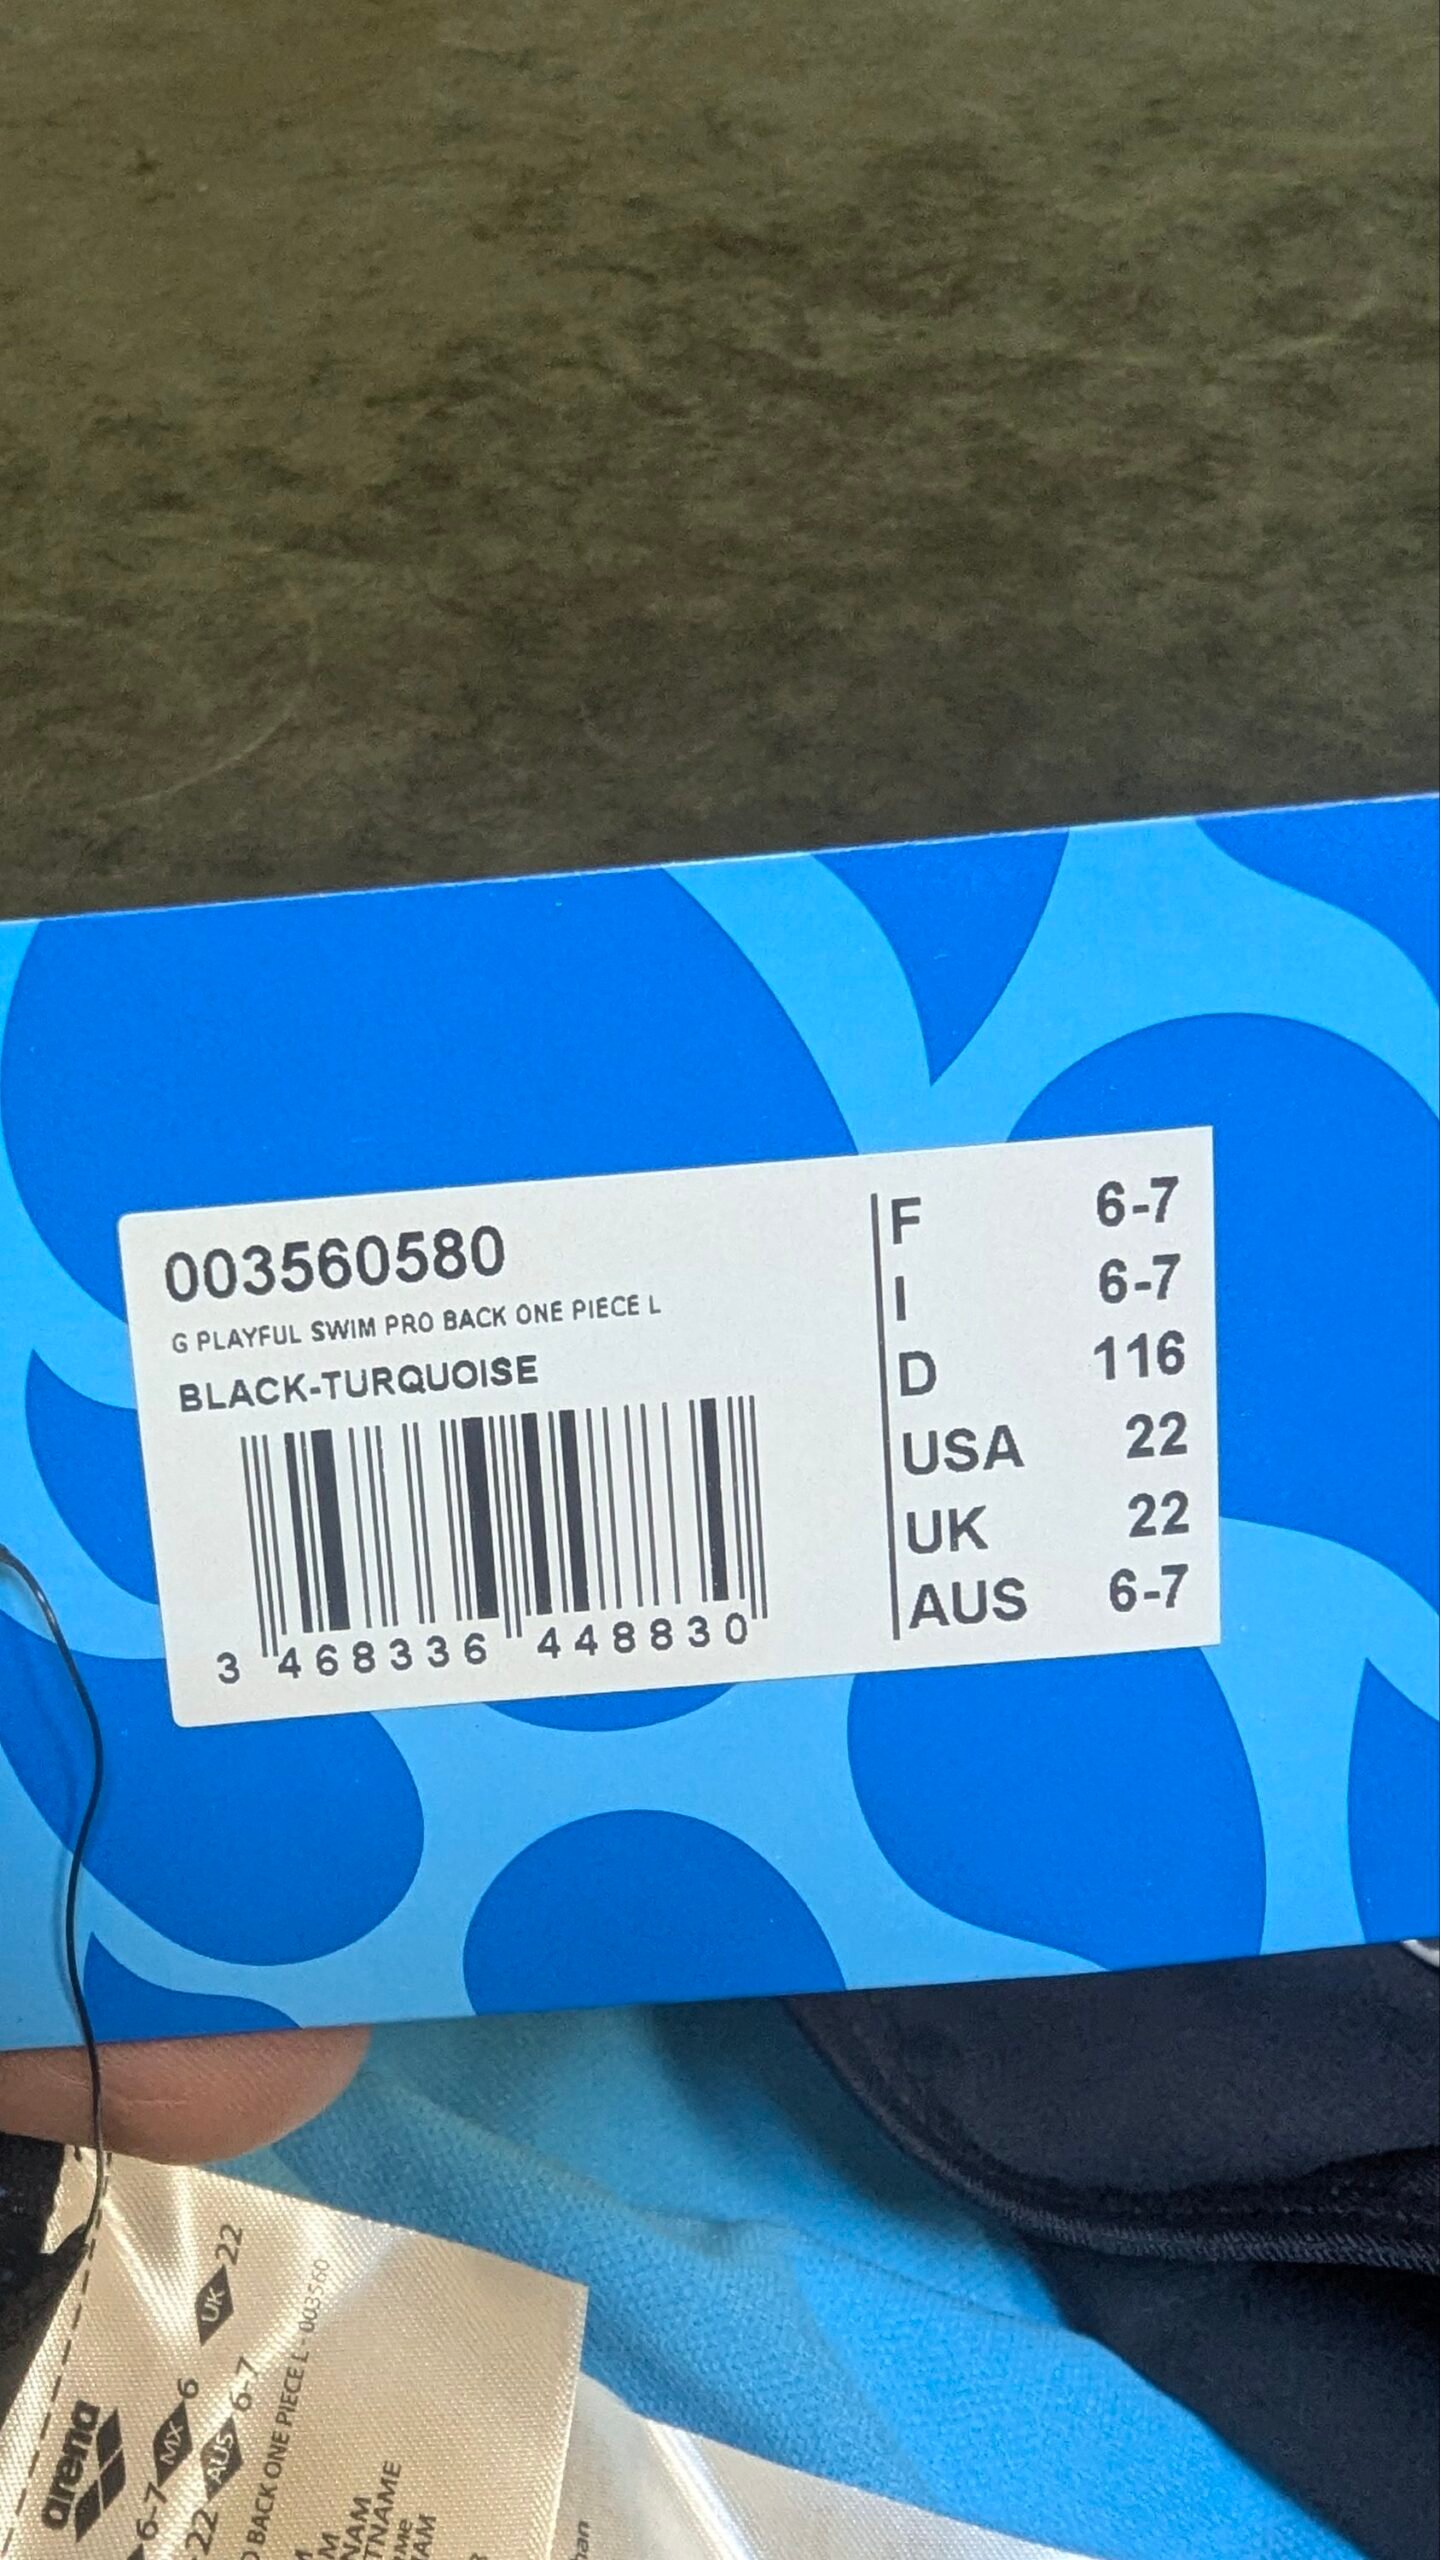 003560580
G PLAYFUL SWIM PRO BACK ONE PIECE L
BLACK-TURQUOISE
3 468336 448830
F 6-7
I 6-7
D 116
USA 22
UK 22
AUS 6-7
arena
6-7 MX 6 UK 22
22 AUS 6-7
BACK ONE PIECE L - 003560